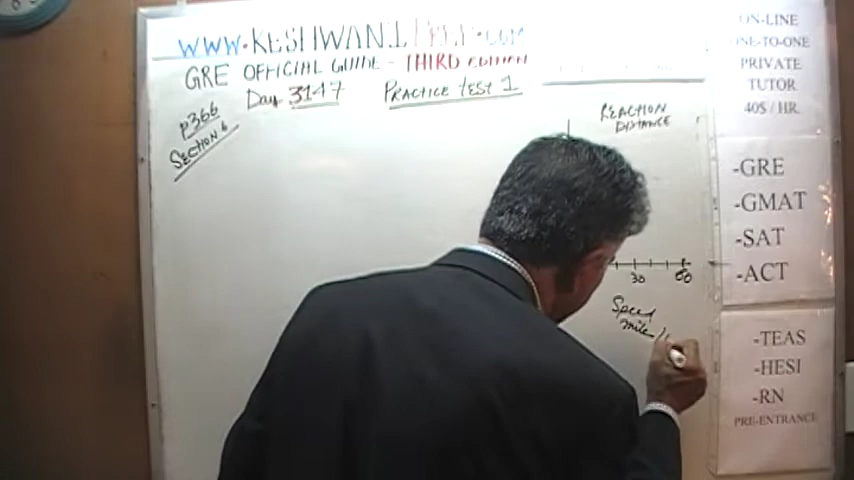 WWW.KESHWANI
GRE OFFICIAL GUIDE - THIRD EDITION
Day 3147 PRACTICE TEST 1
p366
SECTION 6
REACTION
DISTANCE
30 60
Speed
mile/
ON-LINE
ONE-TO-ONE
PRIVATE
TUTOR
40$ / HR.
-GRE
-GMAT
-SAT
-ACT
-TEAS
-HESI
-RN
PRE-ENTRANCE